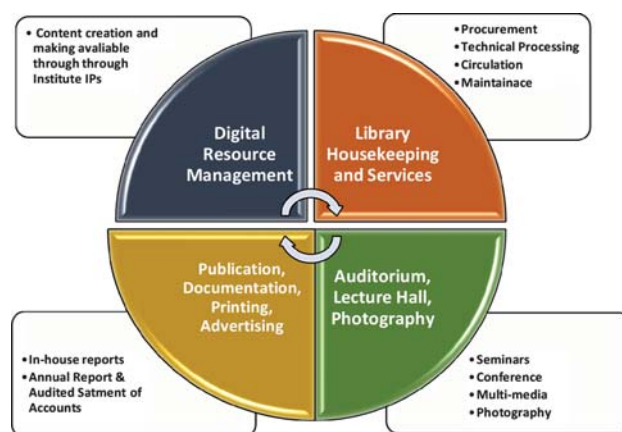 • Content creation and
making avaliable
through through
Institute IPs
•Procurement
•Technical Processing
•Circulation
•Maintainace
Digital
Resource
Management
Library
Housekeeping
and Services
Publication,
Documentation,
Printing,
Advertising
Auditorium,
Lecture Hall,
Photography
•In-house reports
•Annual Report &
Audited Satment of
Accounts
•Seminars
•Conference
•Multi-media
•Photography